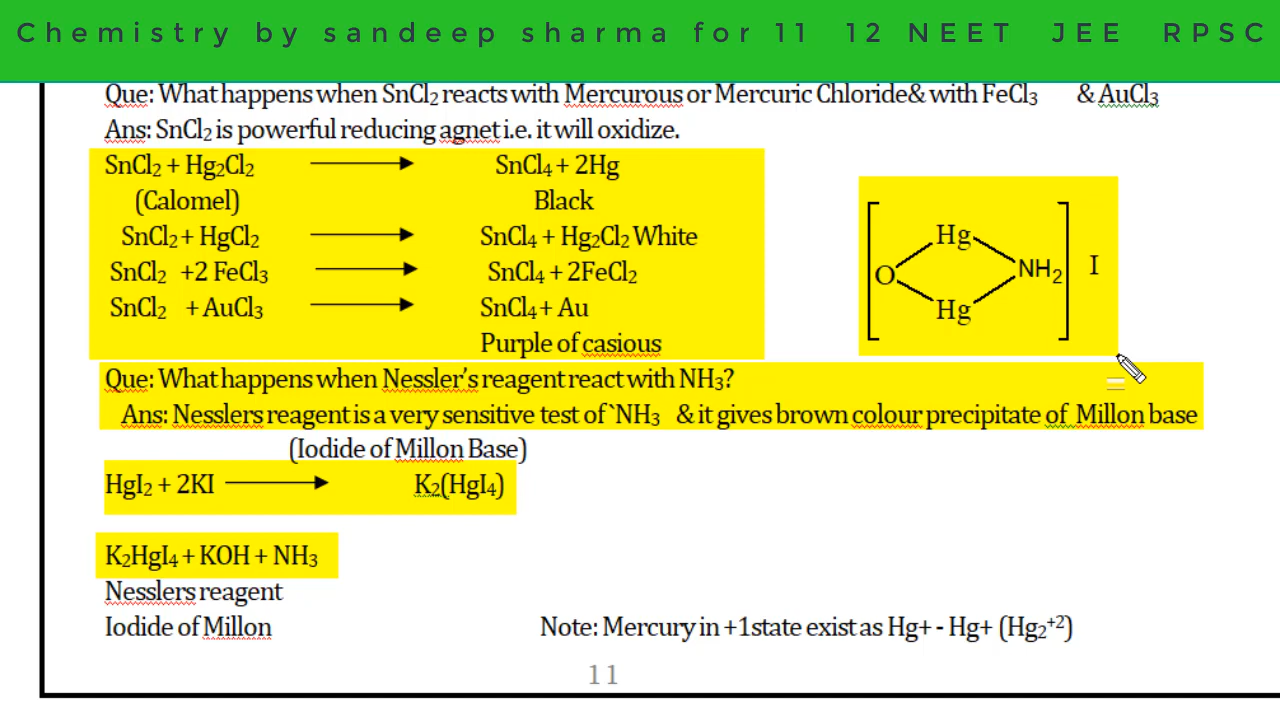 Chemistry by sandeep sharma for 11 12 NEET JEE RPSC
Que: What happens when SnCl₂ reacts with Mercurous or Mercuric Chloride& with FeCl₃ & AuCl₃
Ans: SnCl₂ is powerful reducing agnet i.e. it will oxidize.
SnCl₂ + Hg₂Cl₂ ⟶ SnCl₄ + 2Hg
(Calomel) Black
SnCl₂ + HgCl₂ ⟶ SnCl₄ + Hg₂Cl₂ White
SnCl₂ +2 FeCl₃ ⟶ SnCl₄ + 2FeCl₂
SnCl₂ + AuCl₃ ⟶ SnCl₄ + Au
Purple of casious
Hg
O NH₂ I
Hg
Que: What happens when Nessler's reagent react with NH₃?
Ans: Nesslers reagent is a very sensitive test of `NH₃ & it gives brown colour precipitate of Millon base
(Iodide of Millon Base)
HgI₂ + 2KI ⟶ K₂(HgI₄)
K₂HgI₄ + KOH + NH₃
Nesslers reagent
Iodide of Millon Note: Mercury in +1state exist as Hg+ - Hg+ (Hg₂⁺²)
11